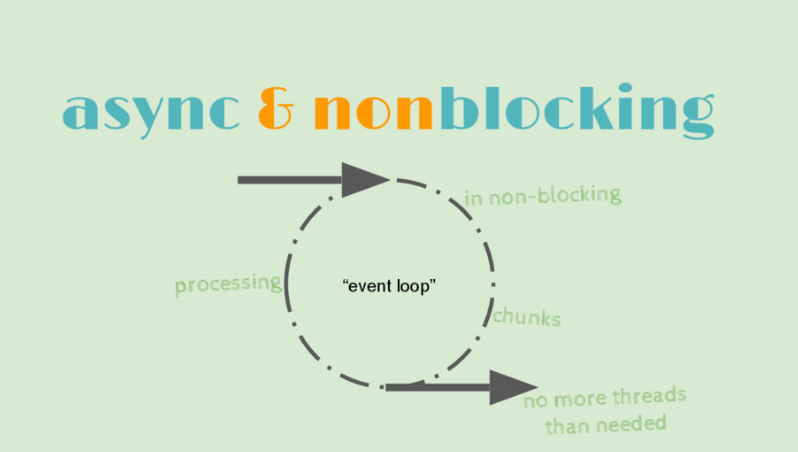 async & nonblocking
in non-blocking
processing
“event loop”
chunks
no more threads
than needed